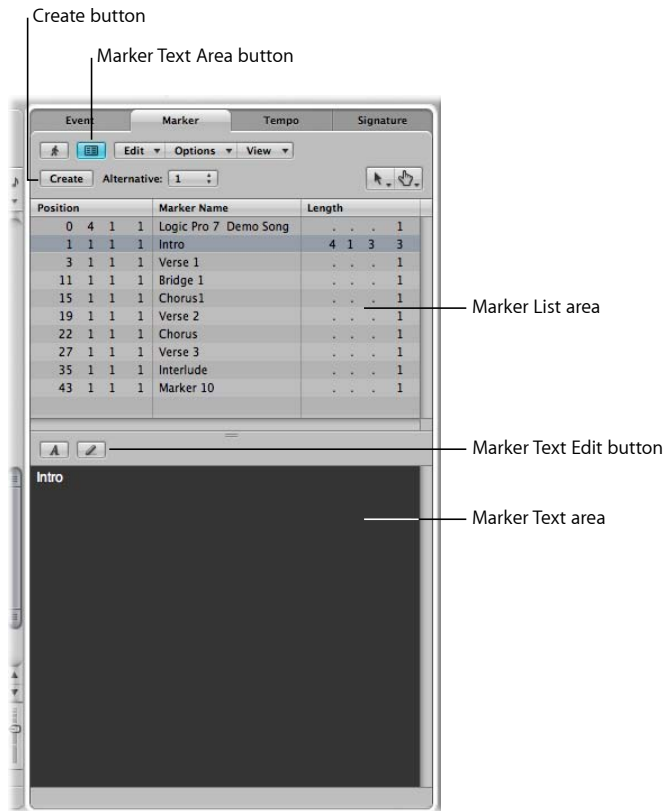 Create button
Marker Text Area button
Event Marker Tempo Signature
Edit Options View
Create Alternative: 1
Position Marker Name Length
0 4 1 1 Logic Pro 7 Demo Song . . . 1
1 1 1 1 Intro 4 1 3 3
3 1 1 1 Verse 1 . . . 1
11 1 1 1 Bridge 1 . . . 1
15 1 1 1 Chorus1 . . . 1
19 1 1 1 Verse 2 . . . 1
22 1 1 1 Chorus . . . 1
27 1 1 1 Verse 3 . . . 1
35 1 1 1 Interlude . . . 1
43 1 1 1 Marker 10 . . . 1
Marker List area
A
Marker Text Edit button
Intro
Marker Text area